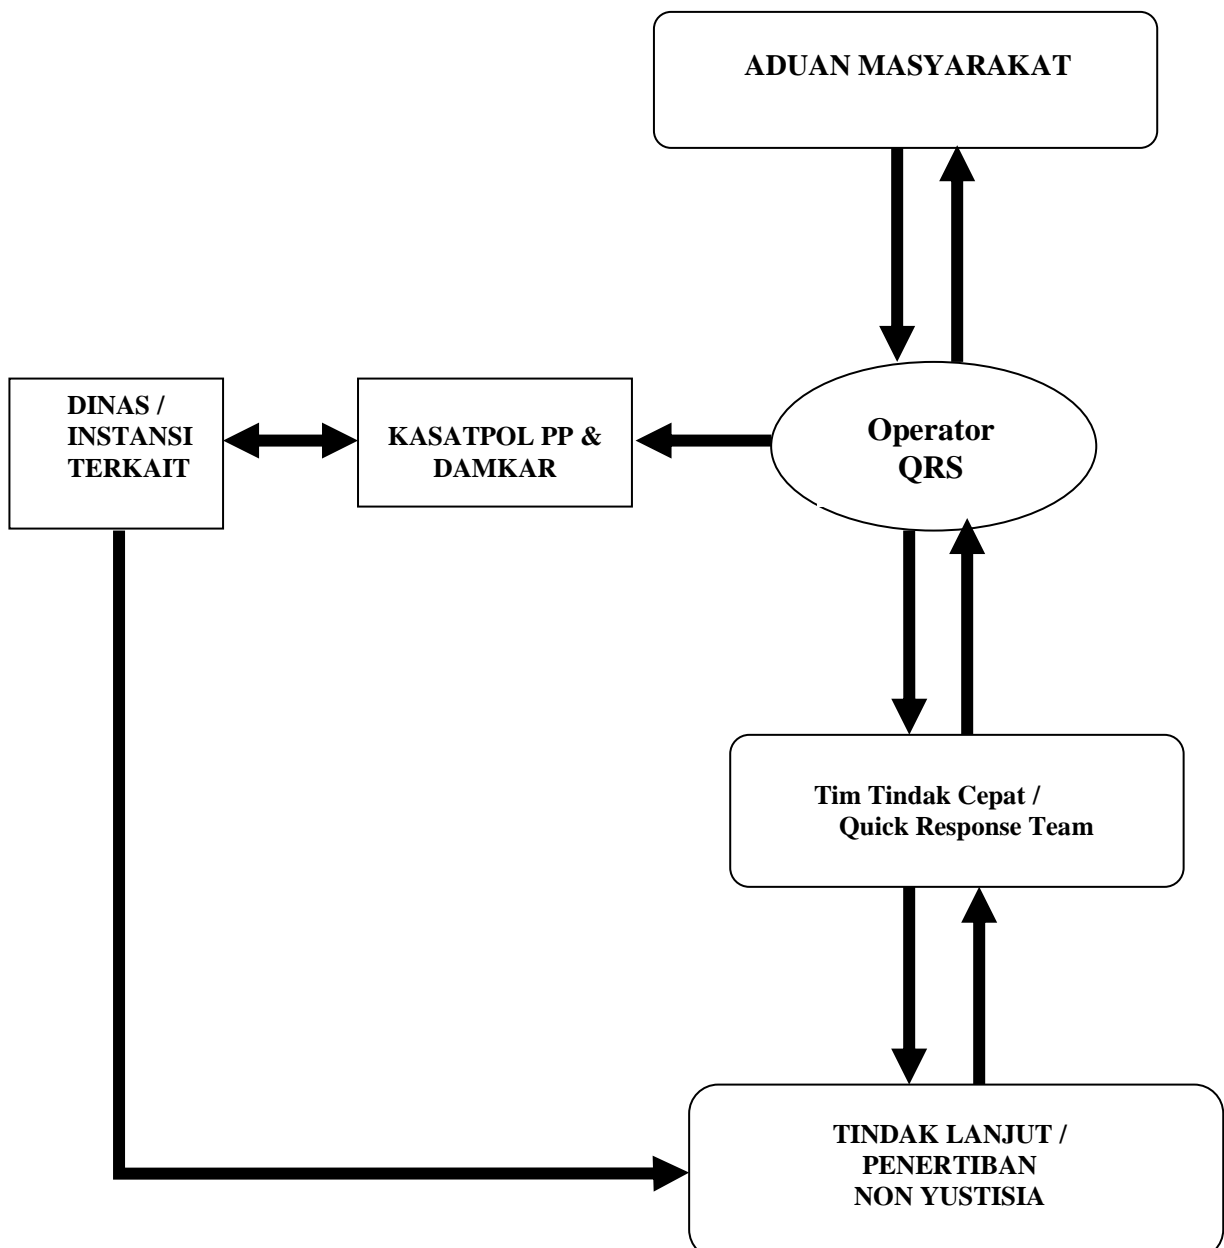 ADUAN MASYARAKAT
DINAS /
INSTANSI
TERKAIT
KASATPOL PP &
DAMKAR
Operator
QRS
Tim Tindak Cepat /
Quick Response Team
TINDAK LANJUT /
PENERTIBAN
NON YUSTISIA